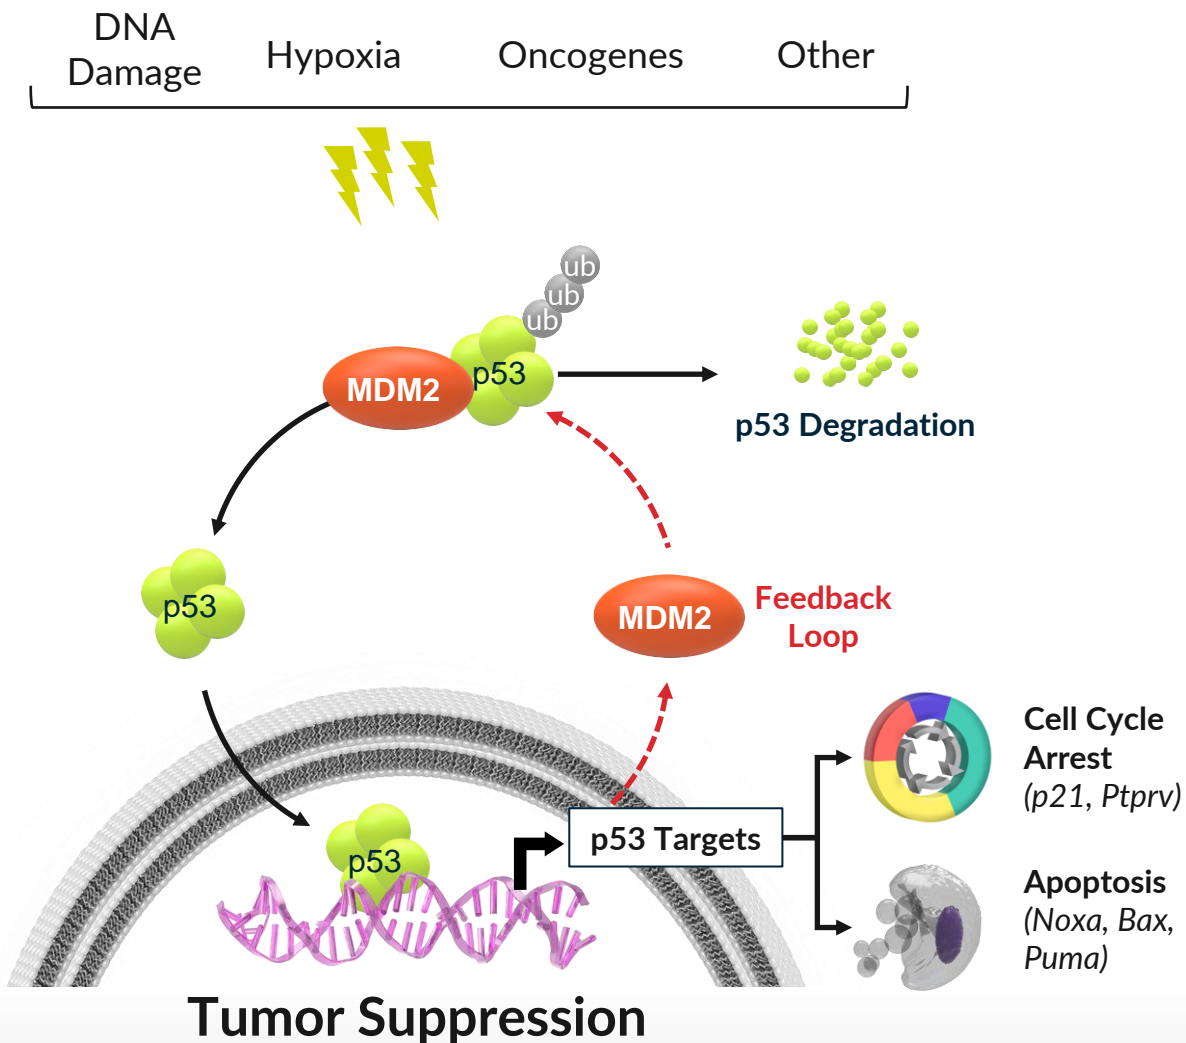 DNA
Damage
Hypoxia
Oncogenes
Other
ub
ub
ub
MDM2
p53
p53 Degradation
p53
MDM2
Feedback
Loop
Cell Cycle
Arrest
(p21, Ptprv)
p53
p53 Targets
Apoptosis
(Noxa, Bax,
Puma)
Tumor Suppression